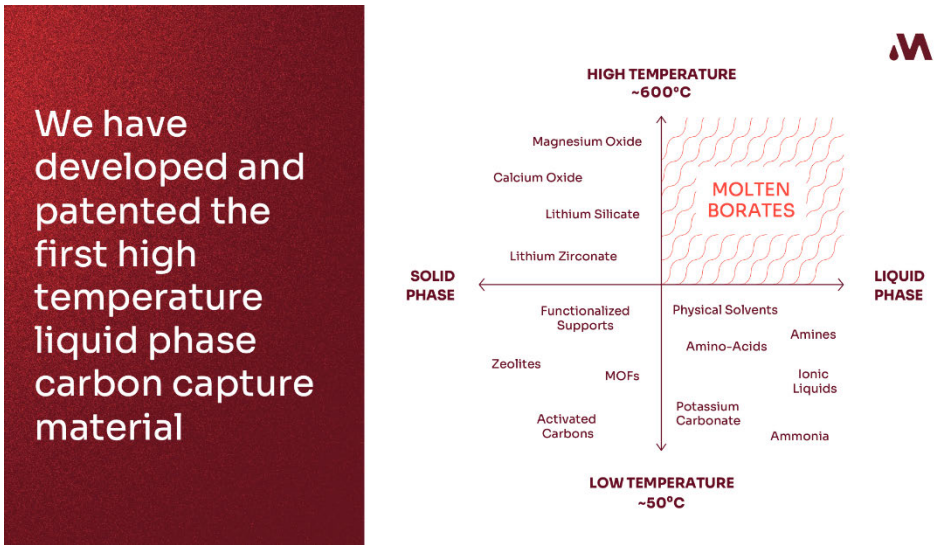 We have
developed and
patented the
first high
temperature
liquid phase
carbon capture
material
HIGH TEMPERATURE
~600°C
Magnesium Oxide
Calcium Oxide
Lithium Silicate
Lithium Zirconate
MOLTEN
BORATES
SOLID
PHASE
LIQUID
PHASE
Functionalized
Supports
Zeolites
MOFs
Activated
Carbons
Physical Solvents
Amines
Amino-Acids
Ionic
Liquids
Potassium
Carbonate
Ammonia
LOW TEMPERATURE
~50°C